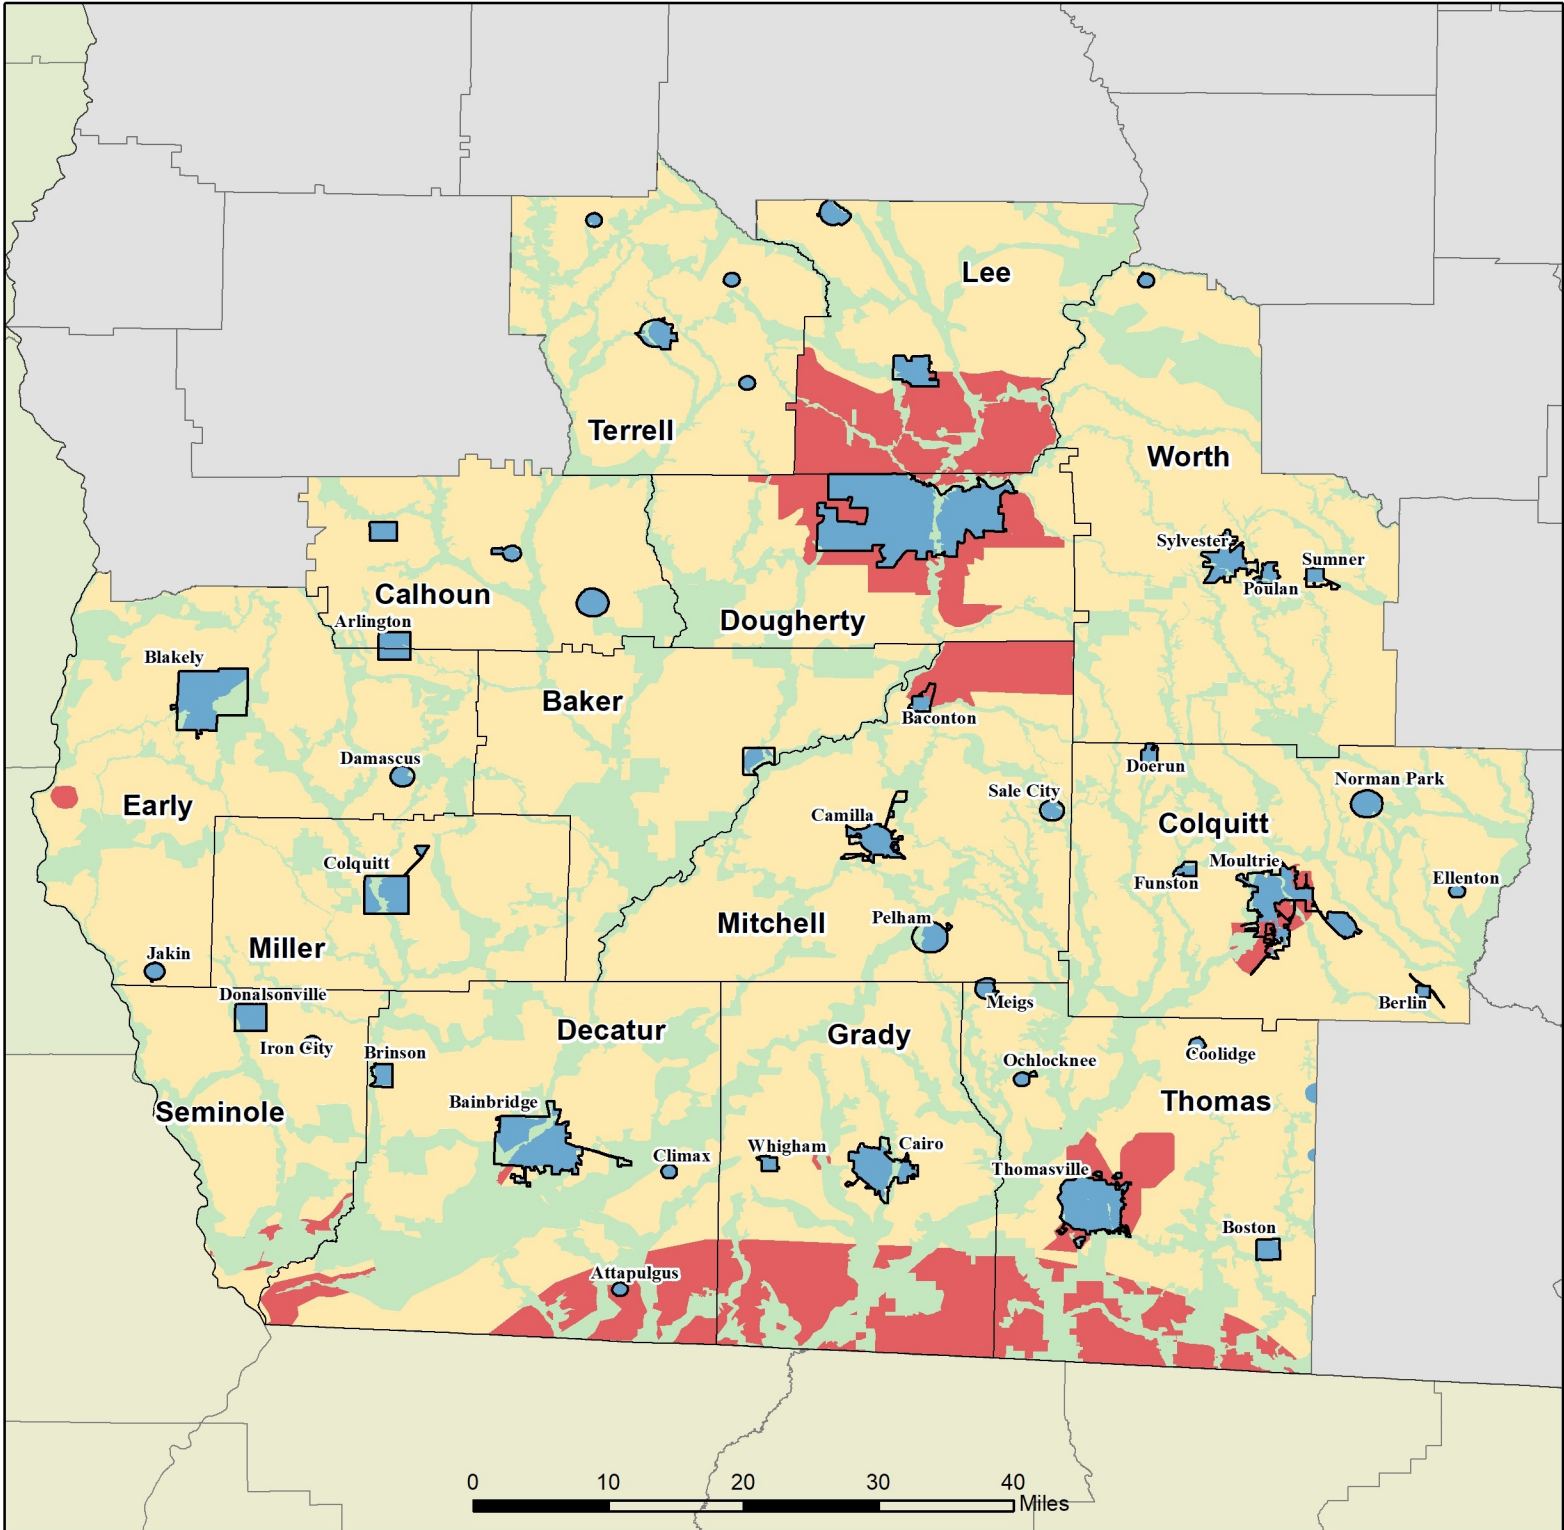 Lee
Terrell
Worth
Sylvester
Sumner
Poulan
Calhoun
Arlington
Dougherty
Blakely
Baker
Baconton
Damascus
Doerun
Norman Park
Sale City
Early
Camilla
Colquitt
Colquitt
Moultrie
Funston
Ellenton
Mitchell
Pelham
Miller
Jakin
Donalsonville
Meigs
Berlin
Decatur
Grady
Iron City
Brinson
Ochlocknee
Coolidge
Seminole
Bainbridge
Thomas
Whigham
Cairo
Climax
Thomasville
Boston
Attapulgus
0 10 20 30 40
Miles